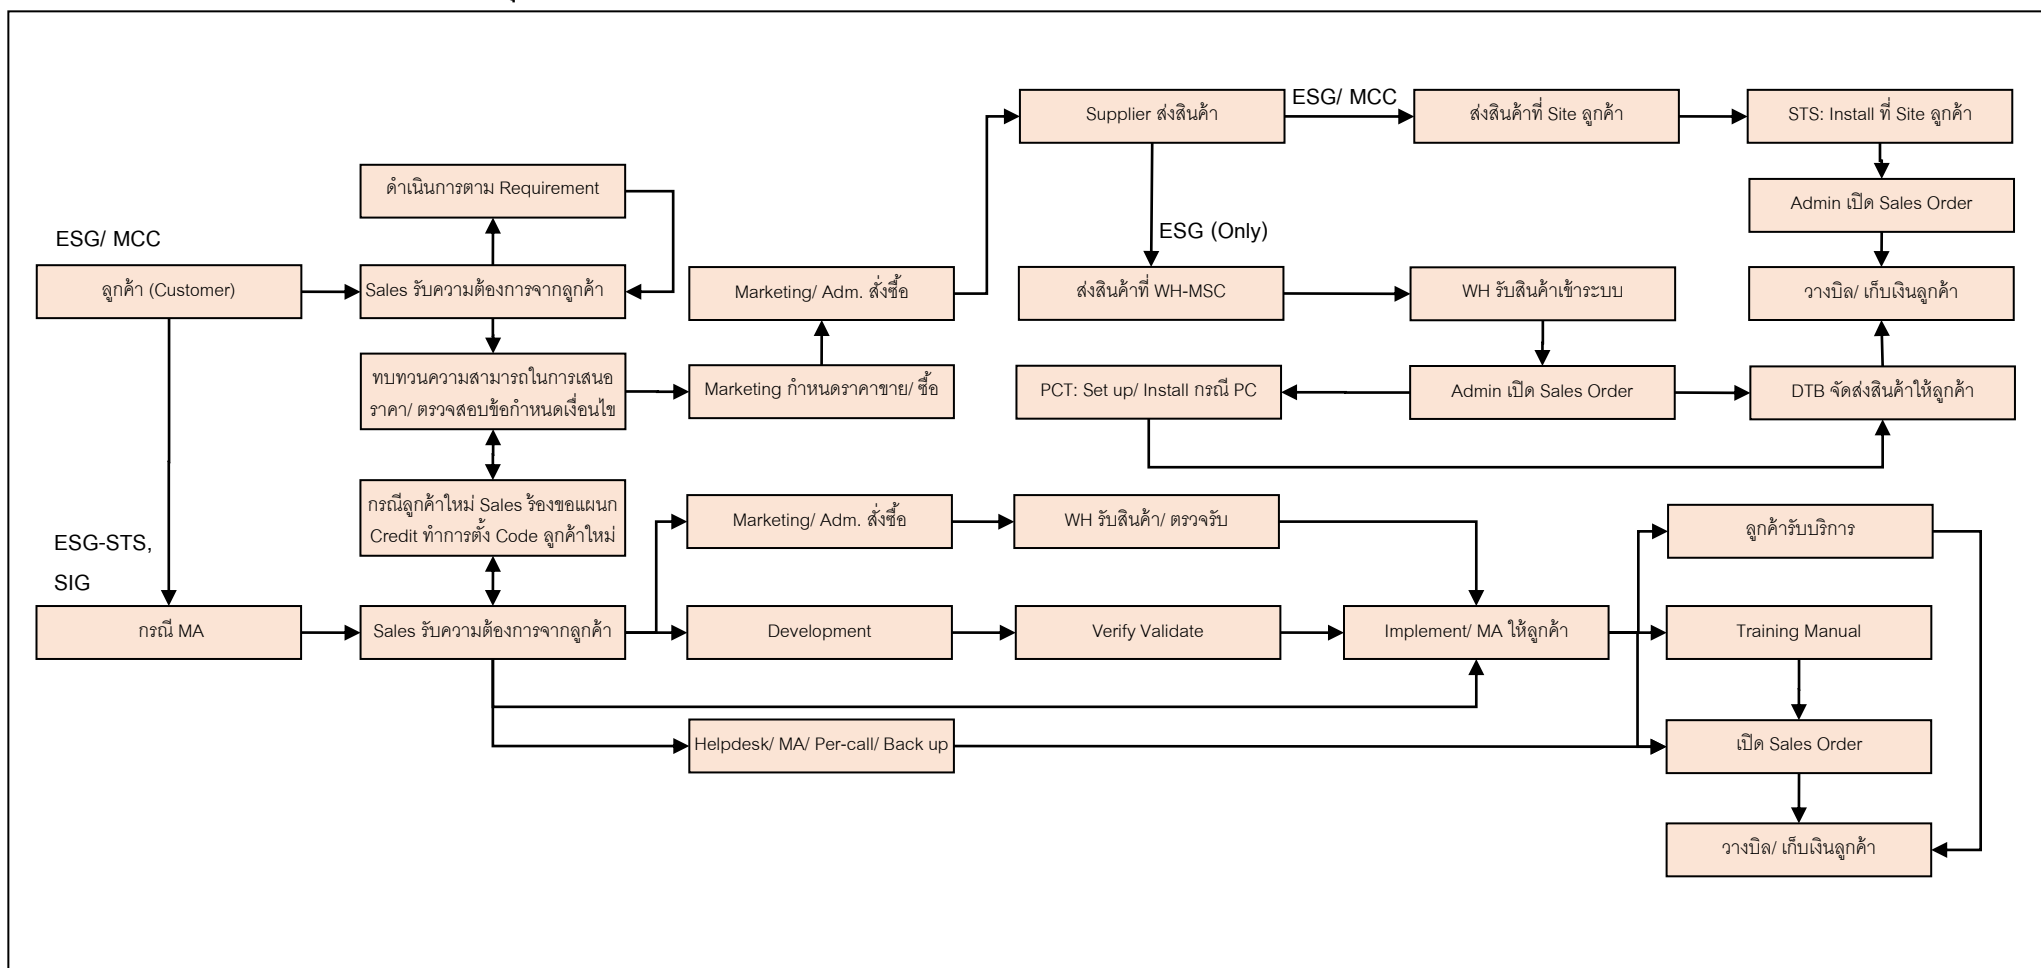 Supplier ส่งสินค้า
ESG/ MCC
ส่งสินค้าที่ Site ลูกค้า
STS: Install ที่ Site ลูกค้า
ดำเนินการตาม Requirement
Admin เปิด Sales Order
ESG/ MCC
ESG (Only)
ลูกค้า (Customer)
Sales รับความต้องการจากลูกค้า
Marketing/ Adm. สั่งซื้อ
ส่งสินค้าที่ WH-MSC
WH รับสินค้าเข้าระบบ
วางบิล/ เก็บเงินลูกค้า
ทบทวนความสามารถในการเสนอ
ราคา/ ตรวจสอบข้อกำหนดเงื่อนไข
Marketing กำหนดราคาขาย/ ซื้อ
PCT: Set up/ Install กรณี PC
Admin เปิด Sales Order
DTB จัดส่งสินค้าให้ลูกค้า
กรณีลูกค้าใหม่ Sales ร้องขอแผนก
Credit ทำการตั้ง Code ลูกค้าใหม่
Marketing/ Adm. สั่งซื้อ
WH รับสินค้า/ ตรวจรับ
ลูกค้ารับบริการ
ESG-STS,
SIG
กรณี MA
Sales รับความต้องการจากลูกค้า
Development
Verify Validate
Implement/ MA ให้ลูกค้า
Training Manual
Helpdesk/ MA/ Per-call/ Back up
เปิด Sales Order
วางบิล/ เก็บเงินลูกค้า